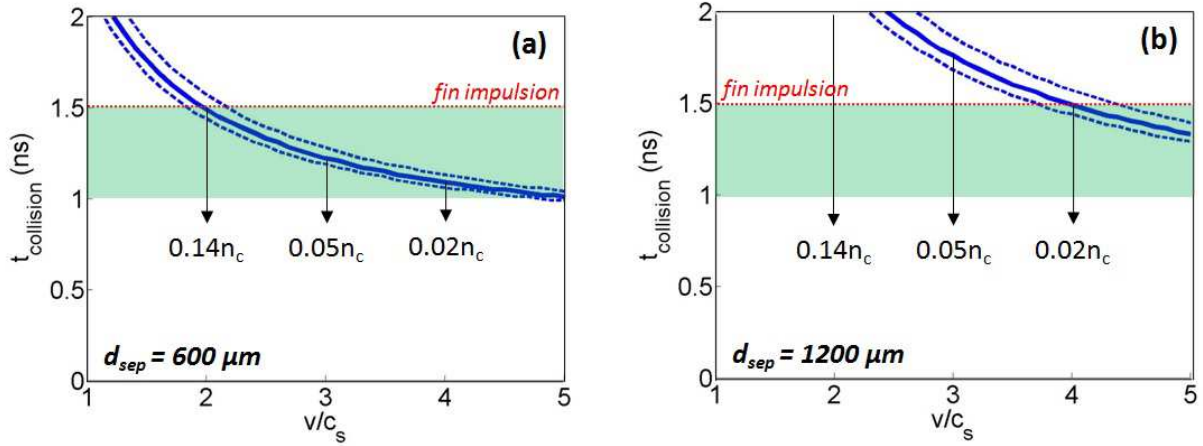 (a)
fin impulsion
t_collision (ns)
2
1.5
1
0.5
0
0.14n_c
0.05n_c
0.02n_c
d_sep = 600 µm
1 2 3 4 5
v/c_s
(b)
fin impulsion
t_collision (ns)
2
1.5
1
0.5
0
0.14n_c
0.05n_c
0.02n_c
d_sep = 1200 µm
1 2 3 4 5
v/c_s